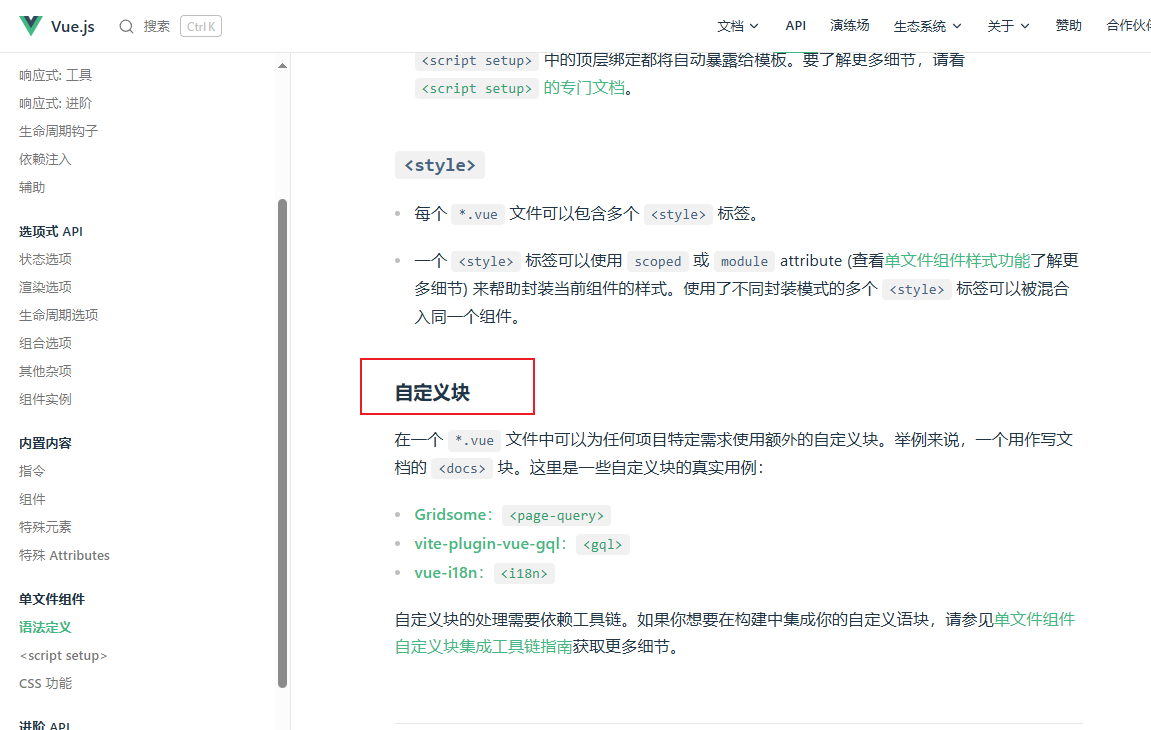 Vue.js 搜索 Ctrl K 文档 API 演练场 生态系统 关于 赞助 合作伙
响应式: 工具
响应式: 进阶
生命周期钩子
依赖注入
辅助
选项式 API
状态选项
渲染选项
生命周期选项
组合选项
其他杂项
组件实例
内置内容
指令
组件
特殊元素
特殊 Attributes
单文件组件
语法定义
<script setup>
CSS 功能
进阶 API
<script setup> 中的顶层绑定都将自动暴露给模板。要了解更多细节，请看
<script setup> 的专门文档。
<style>
每个 *.vue 文件可以包含多个 <style> 标签。
一个 <style> 标签可以使用 scoped 或 module attribute (查看单文件组件样式功能了解更
多细节) 来帮助封装当前组件的样式。使用了不同封装模式的多个 <style> 标签可以被混合
入同一个组件。
自定义块
在一个 *.vue 文件中可以为任何项目特定需求使用额外的自定义块。举例来说，一个用作写文
档的 <docs> 块。这里是一些自定义块的真实用例：
Gridsome： <page-query>
vite-plugin-vue-gql： <gql>
vue-i18n： <i18n>
自定义块的处理需要依赖工具链。如果你想要在构建中集成你的自定义语块，请参见单文件组件
自定义块集成工具链指南获取更多细节。